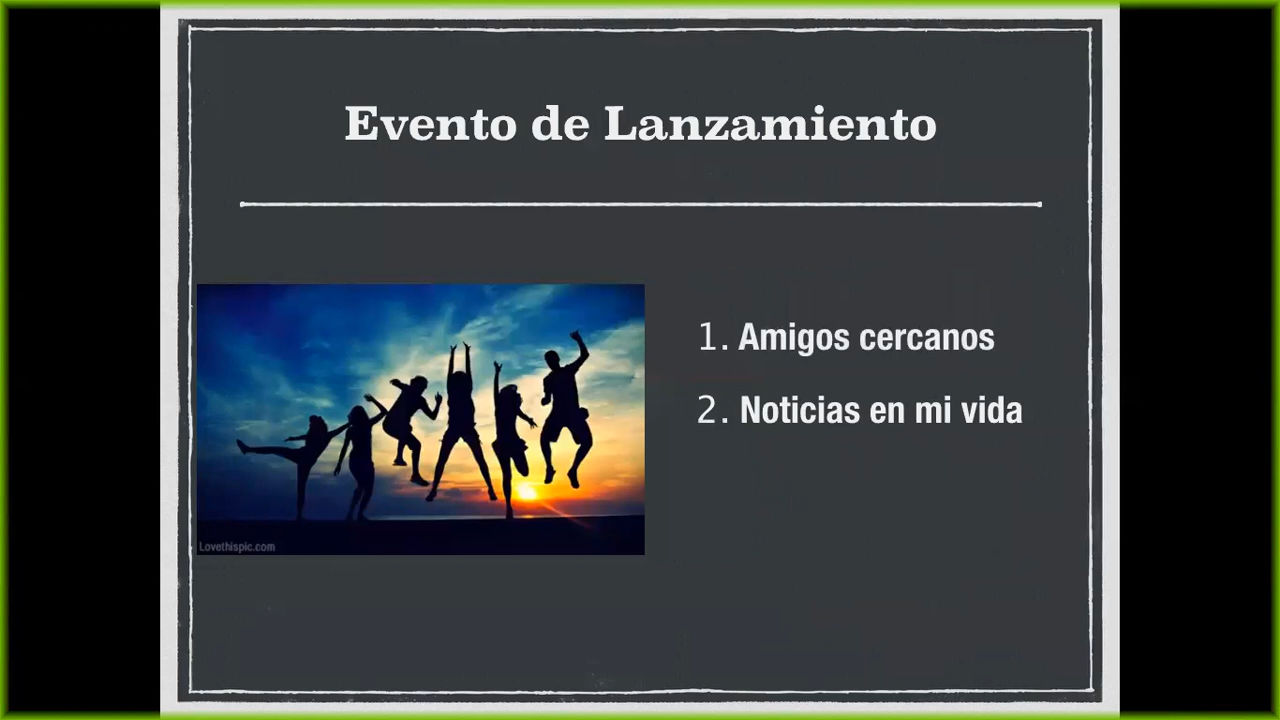 Evento de Lanzamiento
1. Amigos cercanos
2. Noticias en mi vida
Lovethispic.com